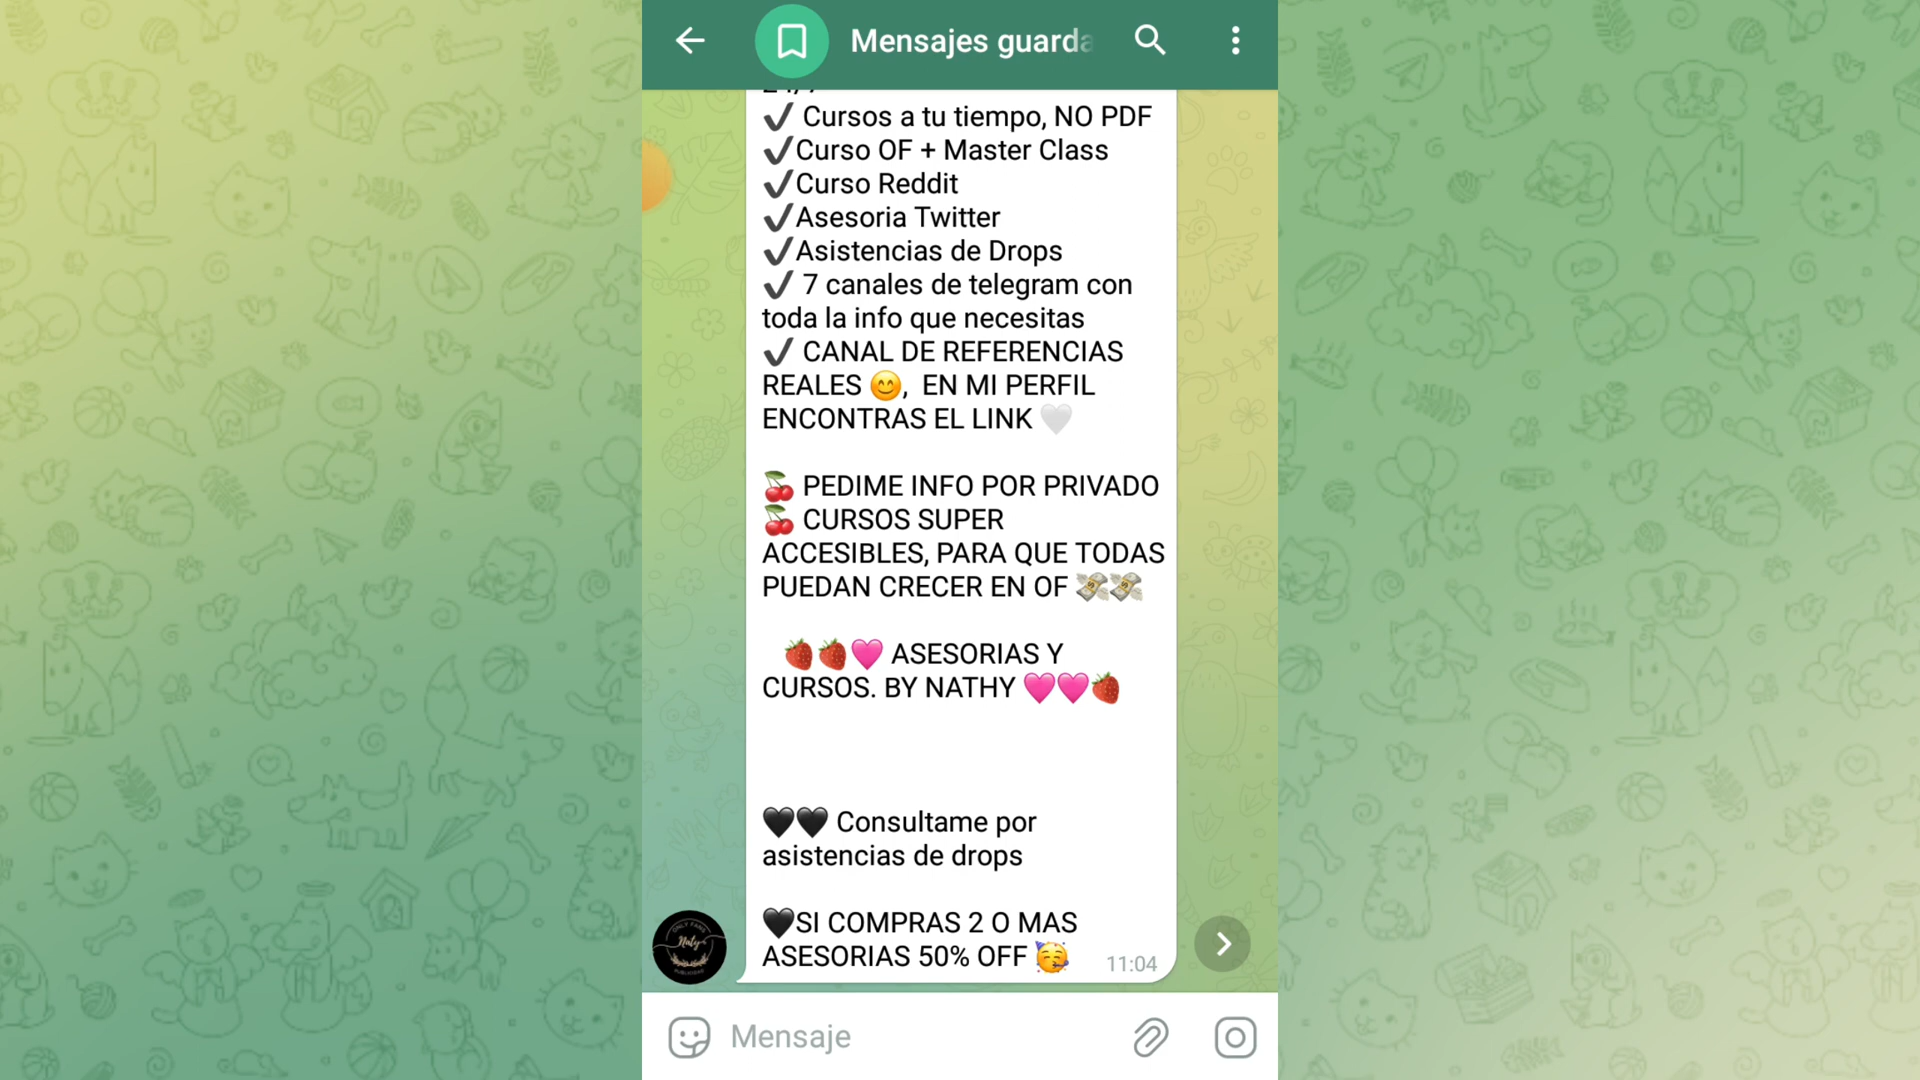 Mensajes guarda
✔ Cursos a tu tiempo, NO PDF
✔Curso OF + Master Class
✔Curso Reddit
✔Asesoria Twitter
✔Asistencias de Drops
✔ 7 canales de telegram con
toda la info que necesitas
✔ CANAL DE REFERENCIAS
REALES 😊, EN MI PERFIL
ENCONTRAS EL LINK 🤍
🍒 PEDIME INFO POR PRIVADO
🍒 CURSOS SUPER
ACCESIBLES, PARA QUE TODAS
PUEDAN CRECER EN OF 💸💸
🍓🍓🩷 ASESORIAS Y
CURSOS. BY NATHY 🩷🩷🍓
🖤🖤 Consultame por
asistencias de drops
🖤SI COMPRAS 2 O MAS
ASESORIAS 50% OFF 🥳
11:04
ONLY FANS
Naty
Mensaje